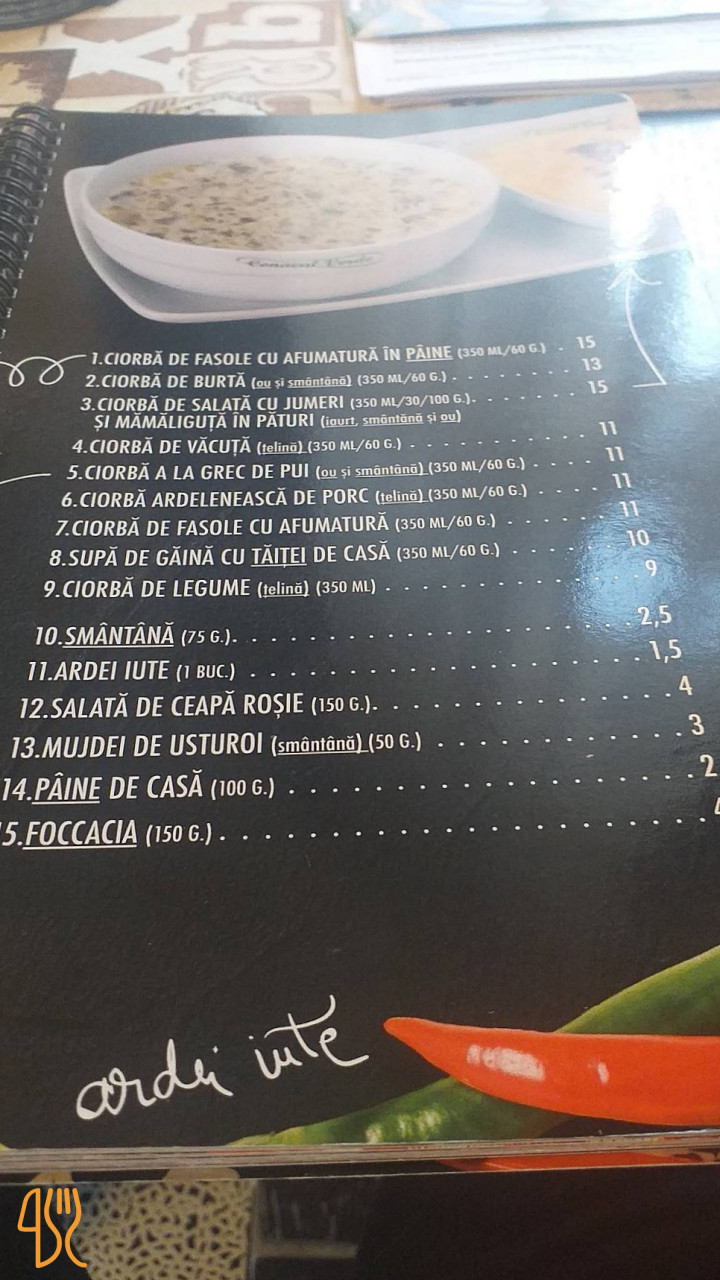 Conacul Verde
1.CIORBĂ DE FASOLE CU AFUMATURĂ ÎN PÂINE (350 ML/60 G.) . 15
2.CIORBĂ DE BURTĂ (ou și smântână) (350 ML/60 G.) . . . . . . . . 13
3.CIORBĂ DE SALATĂ CU JUMERI (350 ML/30/100 G.). . . . . . . 15
ȘI MĂMĂLIGUȚĂ ÎN PĂTURI (iaurt, smântână și ou)
4.CIORBĂ DE VĂCUȚĂ (țelină) (350 ML/60 G.) . . . . . . . . . . . 11
5.CIORBĂ A LA GREC DE PUI (ou și smântână) (350 ML/60 G.) . . . . 11
6.CIORBĂ ARDELENEASCĂ DE PORC (țelină) (350 ML/60 G.) . . . . 11
7.CIORBĂ DE FASOLE CU AFUMATURĂ (350 ML/60 G.) . . . . . . 11
8.SUPĂ DE GĂINĂ CU TĂIȚEI DE CASĂ (350 ML/60 G.) . . . . . . 10
9.CIORBĂ DE LEGUME (țelină) (350 ML) . . . . . . . . . . . . . 9
10.SMÂNTÂNĂ (75 G.). . . . . . . . . . . . . . . . . . . . . 2,5
11.ARDEI IUTE (1 BUC.) . . . . . . . . . . . . . . . . . . . . 1,5
12.SALATĂ DE CEAPĂ ROȘIE (150 G.). . . . . . . . . . . . . . . 4
13.MUJDEI DE USTUROI (smântână) (50 G.) . . . . . . . . . . . . 3
14.PÂINE DE CASĂ (100 G.) . . . . . . . . . . . . . . . . . . 2
5.FOCCACIA (150 G.) . . . . . . . . . . . . . . . . . . . . .
ardei iute